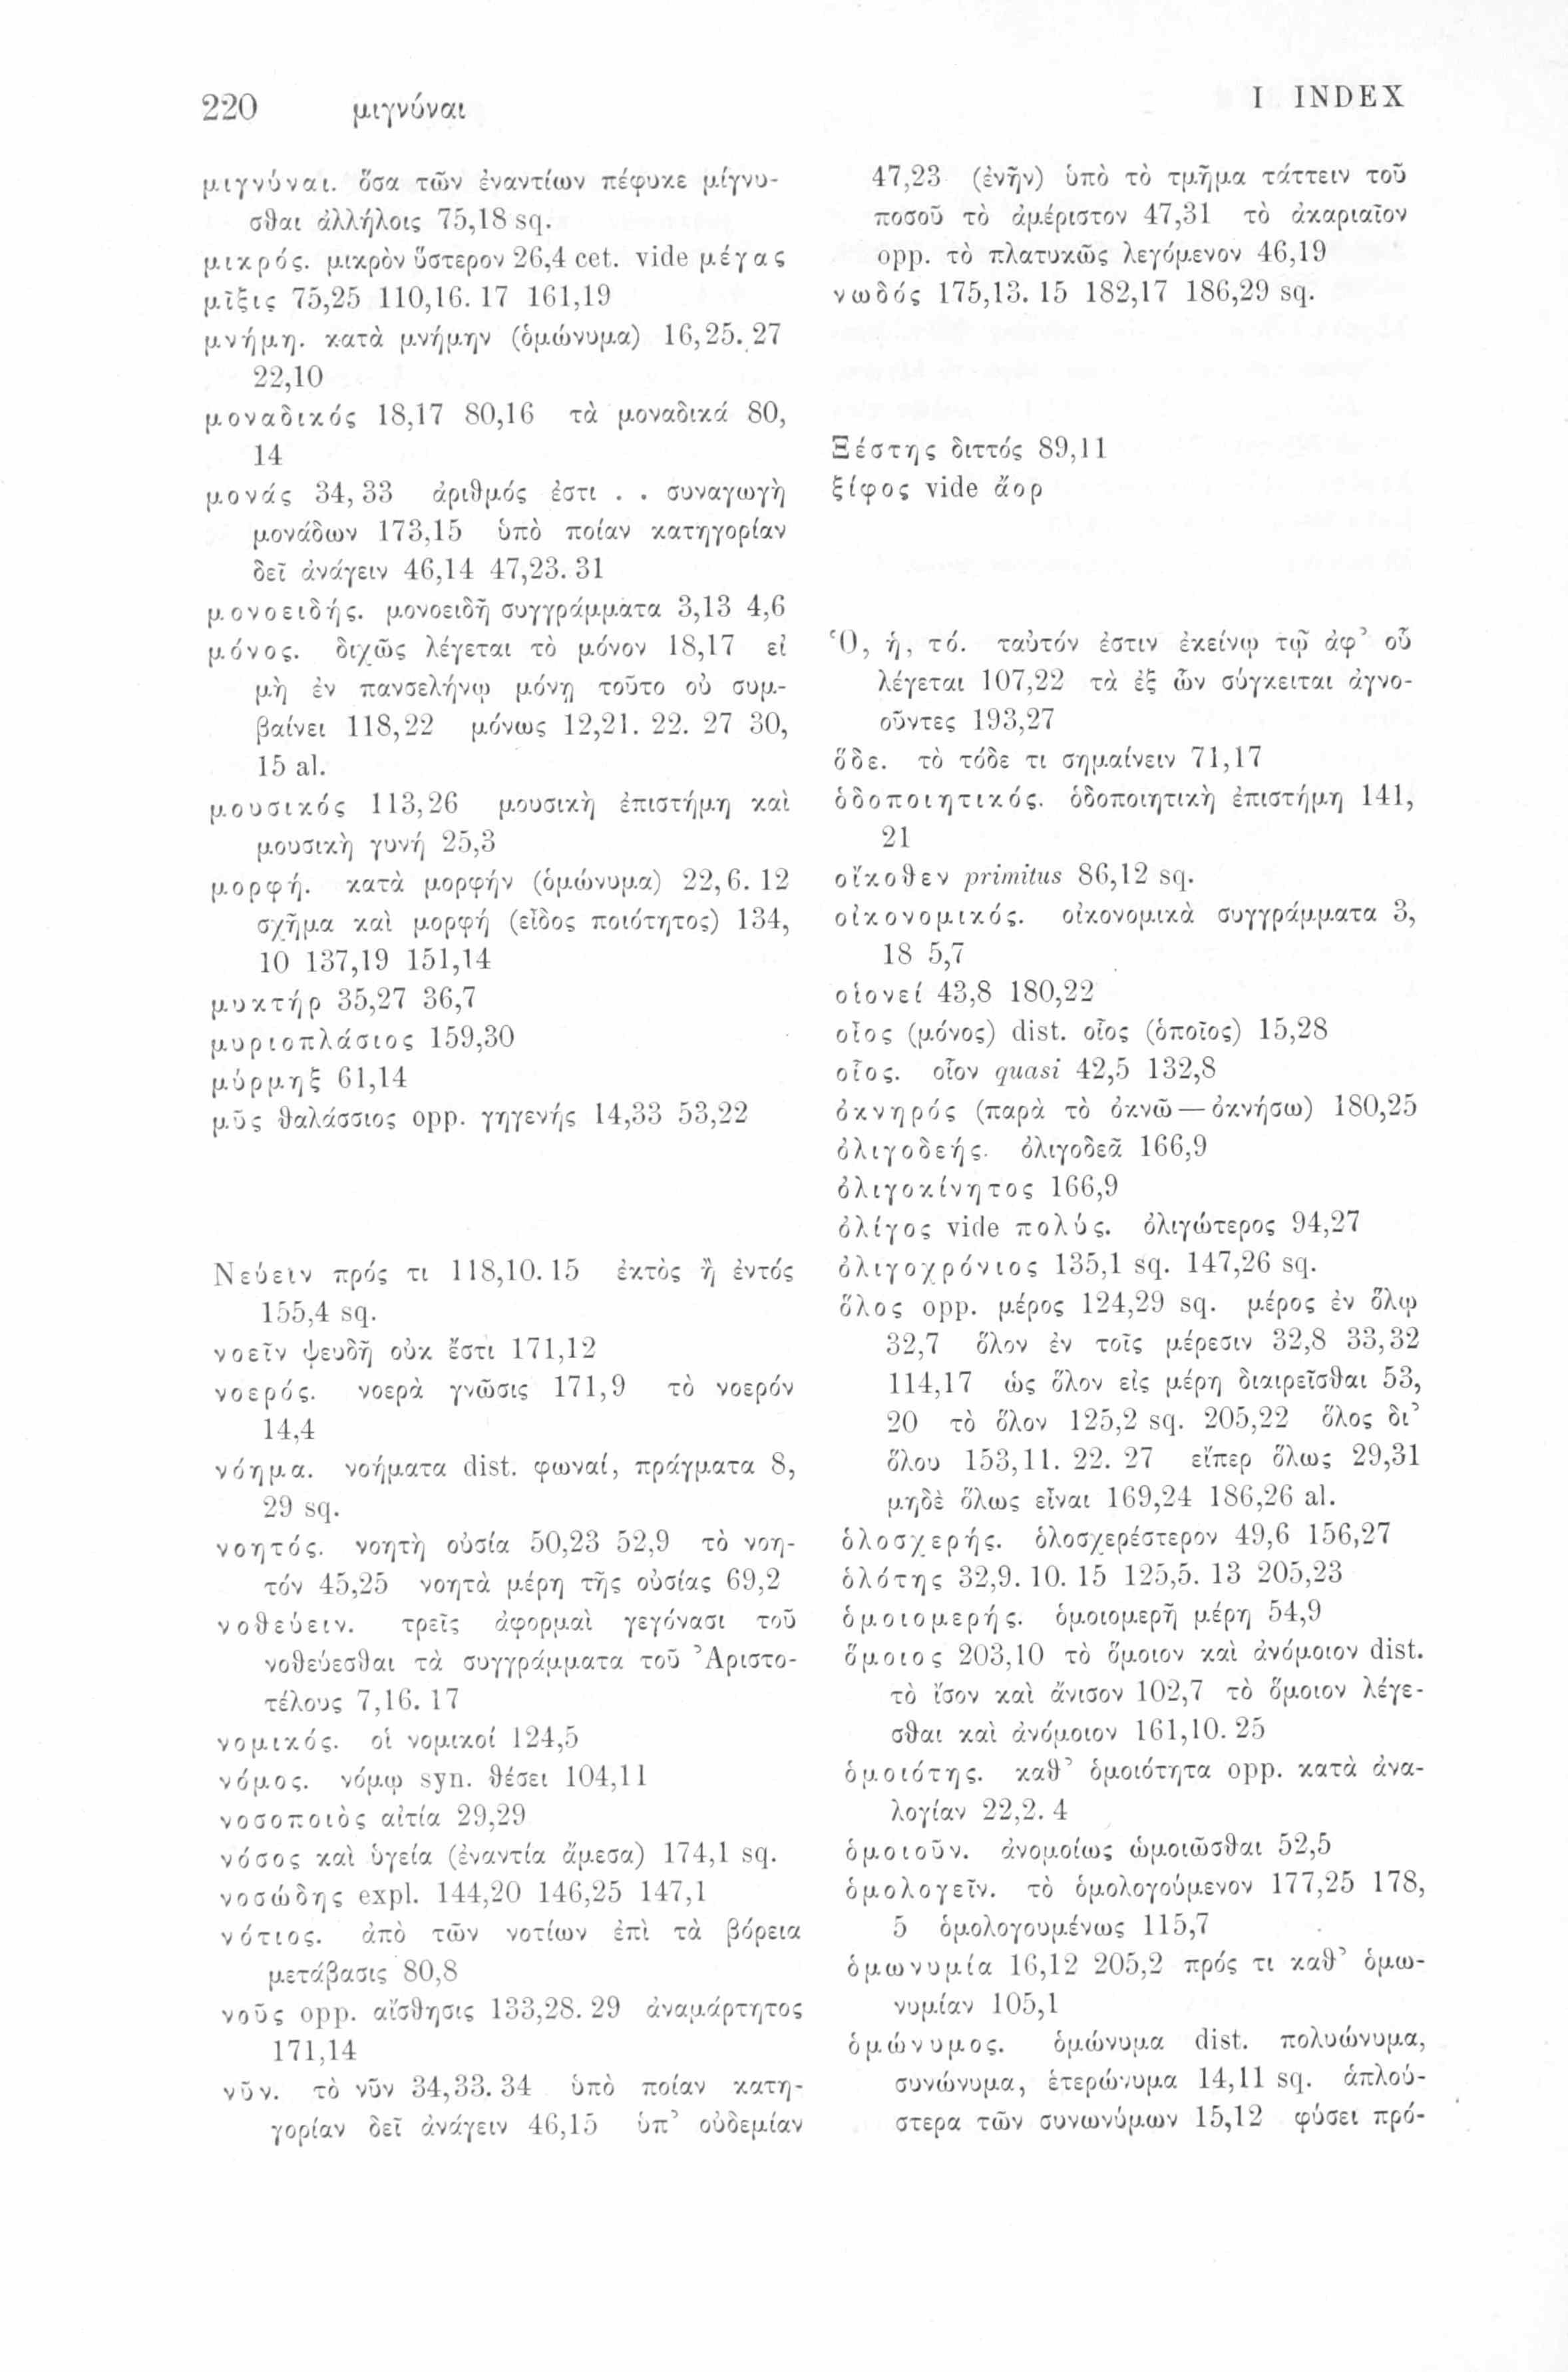 220 μιγνύναι I INDEX
μιγνύναι. ὅσα τῶν ἐναντίων πέφυκε μίγνυ-
σθαι ἀλλήλοις 75,18 sq.
μικρός. μικρὸν ὕστερον 26,4 cet. vide μέγας
μῖξις 75,25 110,16. 17 161,19
μνήμη. κατὰ μνήμην (ὁμώνυμα) 16,25. 27
22,10
μοναδικός 18,17 80,16 τὰ μοναδικά 80,
14
μονάς 34,33 ἀριθμός ἐστι . . συναγωγὴ
μονάδων 173,15 ὑπὸ ποίαν κατηγορίαν
δεῖ ἀνάγειν 46,14 47,23. 31
μονοειδής. μονοειδῆ συγγράμματα 3,13 4,6
μόνος. διχῶς λέγεται τὸ μόνον 18,17 εἰ
μὴ ἐν πανσελήνῳ μόνῃ τοῦτο οὐ συμ-
βαίνει 118,22 μόνως 12,21. 22. 27 30,
15 al.
μουσικός 113,26 μουσικὴ ἐπιστήμη καὶ
μουσικὴ γυνή 25,3
μορφή. κατὰ μορφήν (ὁμώνυμα) 22,6. 12
σχῆμα καὶ μορφή (εἶδος ποιότητος) 134,
10 137,19 151,14
μυκτήρ 35,27 36,7
μυριοπλάσιος 159,30
μύρμηξ 61,14
μῦς θαλάσσιος opp. γηγενής 14,33 53,22
Νεύειν πρός τι 118,10. 15 ἐκτὸς ἢ ἐντός
155,4 sq.
νοεῖν ψευδῆ οὐκ ἔστι 171,12
νοερός. νοερὰ γνῶσις 171,9 τὸ νοερόν
14,4
νόημα. νοήματα dist. φωναί, πράγματα 8,
29 sq.
νοητός. νοητὴ οὐσία 50,23 52,9 τὸ νοη-
τόν 45,25 νοητὰ μέρη τῆς οὐσίας 69,2
νοθεύειν. τρεῖς ἀφορμαὶ γεγόνασι τοῦ
νοθεύεσθαι τὰ συγγράμματα τοῦ Ἀριστο-
τέλους 7,16. 17
νομικός. οἱ νομικοί 124,5
νόμος. νόμῳ syn. θέσει 104,11
νοσοποιὸς αἰτία 29,29
νόσος καὶ ὑγεία (ἐναντία ἄμεσα) 174,1 sq.
νοσώδης expl. 144,20 146,25 147,1
νότιος. ἀπὸ τῶν νοτίων ἐπὶ τὰ βόρεια
μετάβασις 80,8
νοῦς opp. αἴσθησις 133,28. 29 ἀναμάρτητος
171,14
νῦν. τὸ νῦν 34,33. 34 ὑπὸ ποίαν κατη-
γορίαν δεῖ ἀνάγειν 46,15 ὑπ’ οὐδεμίαν
47,23 (ἐνῆν) ὑπὸ τὸ τμῆμα τάττειν τοῦ
ποσοῦ τὸ ἀμέριστον 47,31 τὸ ἀκαριαῖον
opp. τὸ πλατυκῶς λεγόμενον 46,19
νωδός 175,13. 15 182,17 186,29 sq.
Ξέστης διττός 89,11
ξίφος vide ἄορ
Ὁ, ἡ, τό. ταὐτόν ἐστιν ἐκείνῳ τῷ ἀφ’ οὗ
λέγεται 107,22 τὰ ἐξ ὧν σύγκειται ἀγνο-
οῦντες 193,27
ὅδε. τὸ τόδε τι σημαίνειν 71,17
ὁδοποιητικός. ὁδοποιητικὴ ἐπιστήμη 141,
21
οἴκοθεν primitus 86,12 sq.
οἰκονομικός. οἰκονομικὰ συγγράμματα 3,
18 5,7
οἱονεί 43,8 180,22
οἶος (μόνος) dist. οἷος (ὁποῖος) 15,28
οἷος. οἷον quasi 42,5 132,8
ὀκνηρός (παρὰ τὸ ὀκνῶ — ὀκνήσω) 180,25
ὀλιγοδεής. ὀλιγοδεᾶ 166,9
ὀλιγοκίνητος 166,9
ὀλίγος vide πολύς. ὀλιγώτερος 94,27
ὀλιγοχρόνιος 135,1 sq. 147,26 sq.
ὅλος opp. μέρος 124,29 sq. μέρος ἐν ὅλῳ
32,7 ὅλον ἐν τοῖς μέρεσιν 32,8 33,32
114,17 ὡς ὅλον εἰς μέρη διαιρεῖσθαι 53,
20 τὸ ὅλον 125,2 sq. 205,22 ὅλος δι’
ὅλου 153,11. 22. 27 εἴπερ ὅλως 29,31
μηδὲ ὅλως εἶναι 169,24 186,26 al.
ὁλοσχερής. ὁλοσχερέστερον 49,6 156,27
ὁλότης 32,9. 10. 15 125,5. 13 205,23
ὁμοιομερής. ὁμοιομερῆ μέρη 54,9
ὅμοιος 203,10 τὸ ὅμοιον καὶ ἀνόμοιον dist.
τὸ ἴσον καὶ ἄνισον 102,7 τὸ ὅμοιον λέγε-
σθαι καὶ ἀνόμοιον 161,10. 25
ὁμοιότης. καθ’ ὁμοιότητα opp. κατὰ ἀνα-
λογίαν 22,2. 4
ὁμοιοῦν. ἀνομοίως ὡμοιῶσθαι 52,5
ὁμολογεῖν. τὸ ὁμολογούμενον 177,25 178,
5 ὁμολογουμένως 115,7
ὁμωνυμία 16,12 205,2 πρός τι καθ’ ὁμω-
νυμίαν 105,1
ὁμώνυμος. ὁμώνυμα dist. πολυώνυμα,
συνώνυμα, ἑτερώνυμα 14,11 sq. ἁπλού-
στερα τῶν συνωνύμων 15,12 φύσει πρό-